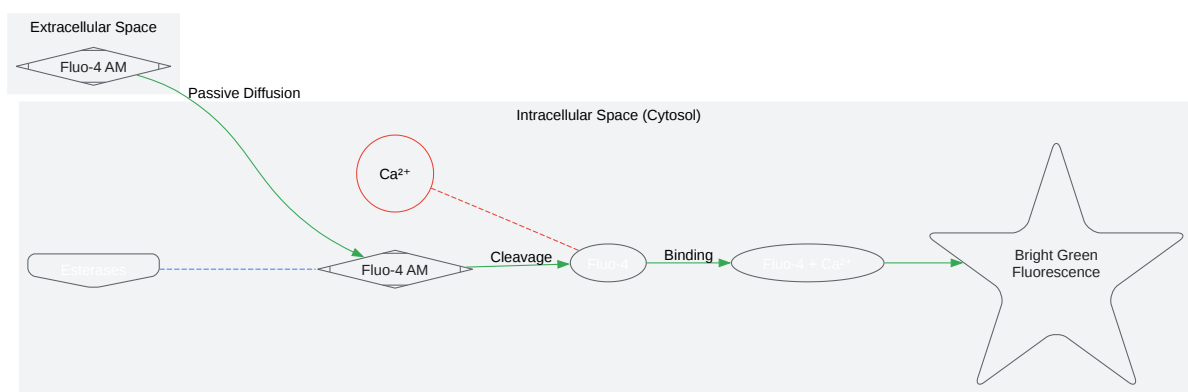 Extracellular Space
Fluo-4 AM
Passive Diffusion
Intracellular Space (Cytosol)
Ca²⁺
Esterases
Fluo-4 AM
Cleavage
Fluo-4
Binding
Fluo-4 + Ca²⁺
Bright Green
Fluorescence